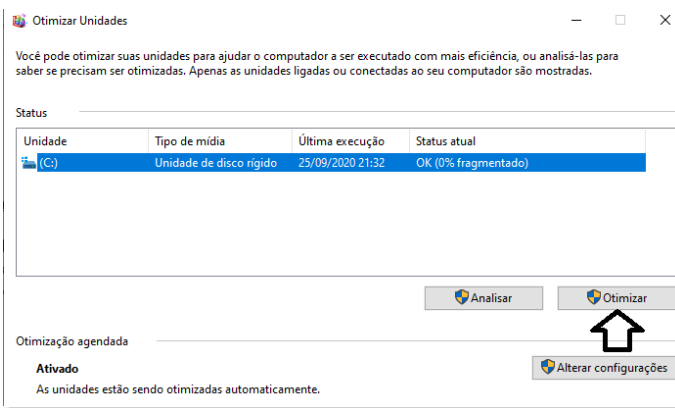 Otimizar Unidades
Você pode otimizar suas unidades para ajudar o computador a ser executado com mais eficiência, ou analisá-las para
saber se precisam ser otimizadas. Apenas as unidades ligadas ou conectadas ao seu computador são mostradas.
Status
Unidade Tipo de mídia Última execução Status atual
(C:) Unidade de disco rígido 25/09/2020 21:32 OK (0% fragmentado)
Analisar Otimizar
Otimização agendada
Ativado Alterar configurações
As unidades estão sendo otimizadas automaticamente.